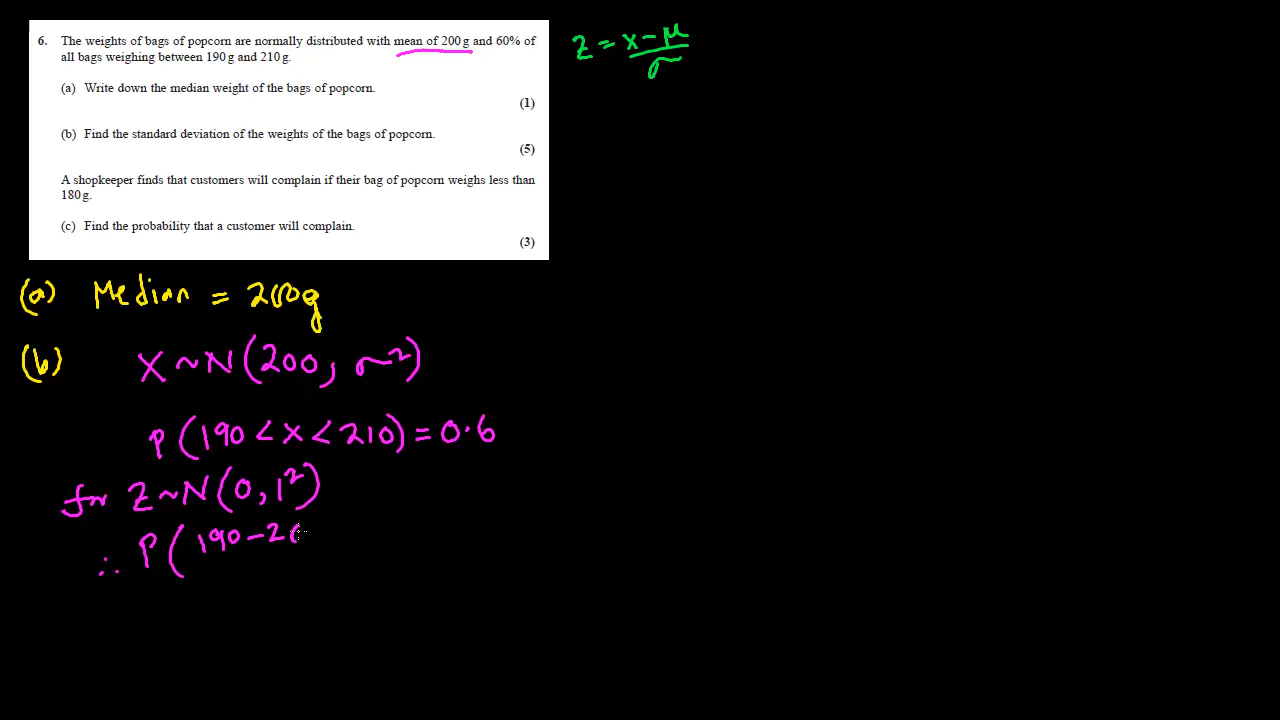 6. The weights of bags of popcorn are normally distributed with mean of 200 g and 60% of
all bags weighing between 190 g and 210 g.
(a) Write down the median weight of the bags of popcorn.
(1)
(b) Find the standard deviation of the weights of the bags of popcorn.
(5)
A shopkeeper finds that customers will complain if their bag of popcorn weighs less than
180 g.
(c) Find the probability that a customer will complain.
(3)
z = x - μ / σ
(a) Median = 200g
(b) X ~ N(200, σ²)
P(190 < X < 210) = 0.6
for Z ~ N(0, 1²)
∴ P(190 - 20